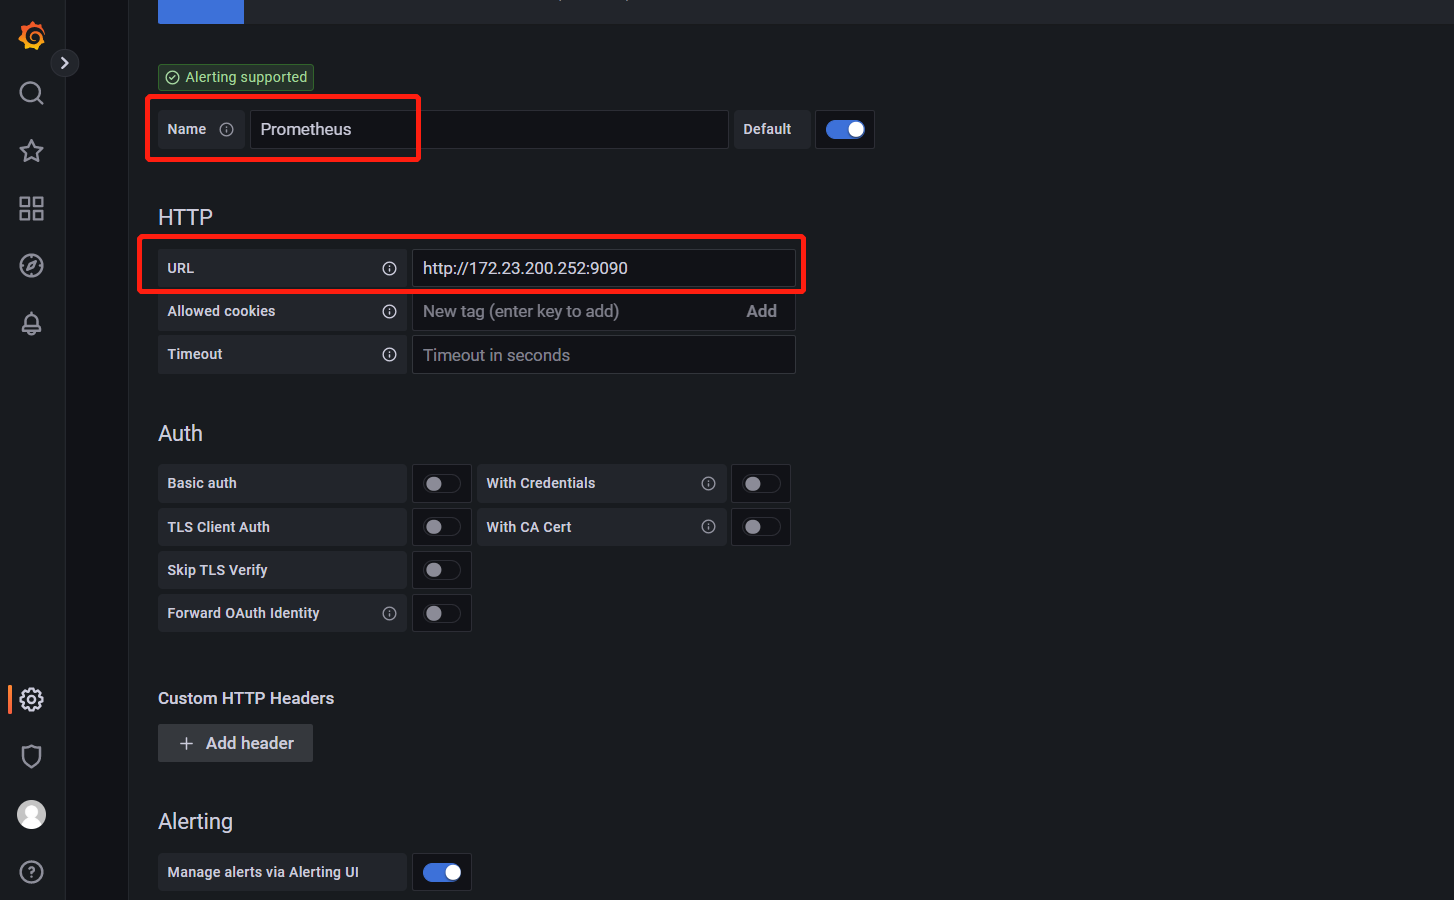 Alerting supported
Name Prometheus Default
HTTP
URL http://172.23.200.252:9090
Allowed cookies New tag (enter key to add) Add
Timeout Timeout in seconds
Auth
Basic auth With Credentials
TLS Client Auth With CA Cert
Skip TLS Verify
Forward OAuth Identity
Custom HTTP Headers
Add header
Alerting
Manage alerts via Alerting UI